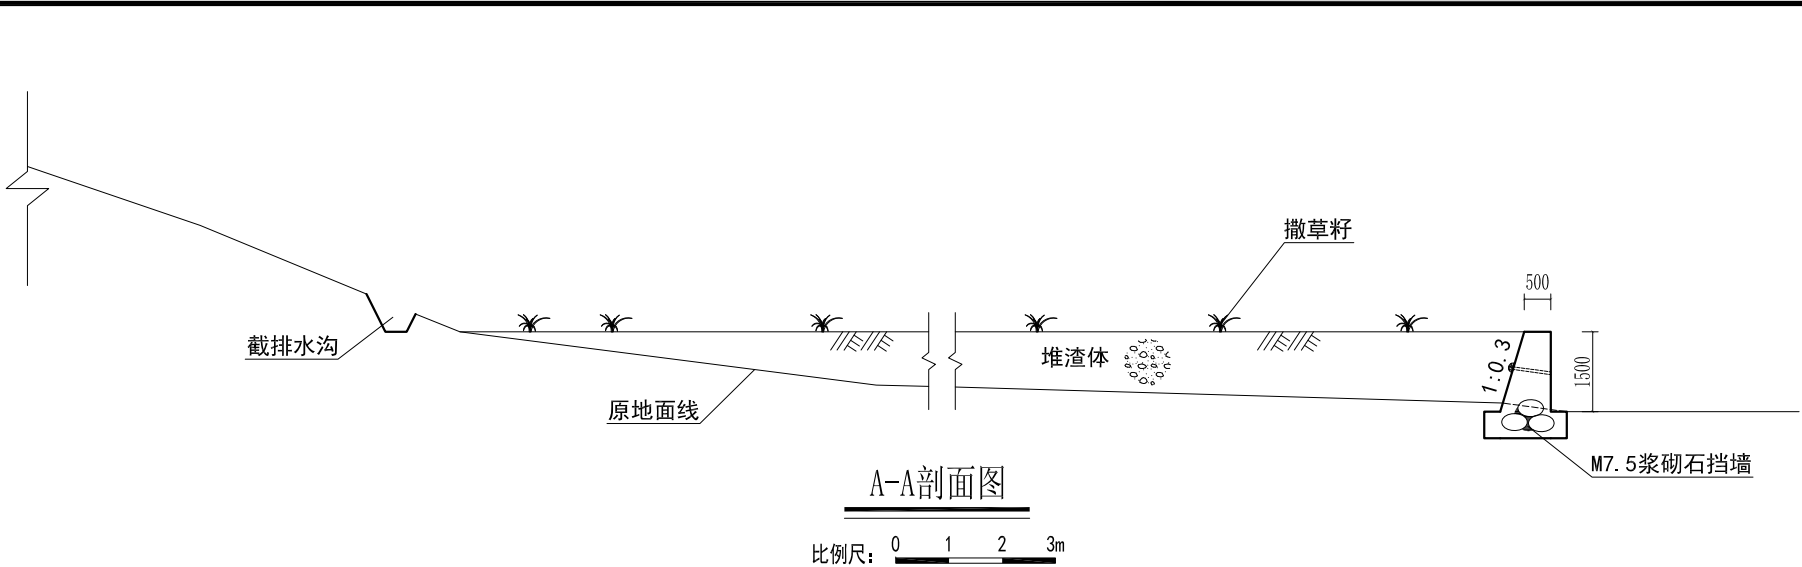 撒草籽
500
截排水沟
堆渣体
1:0.3
1500
原地面线
M7.5浆砌石挡墙
A-A剖面图
比例尺: 0 1 2 3m